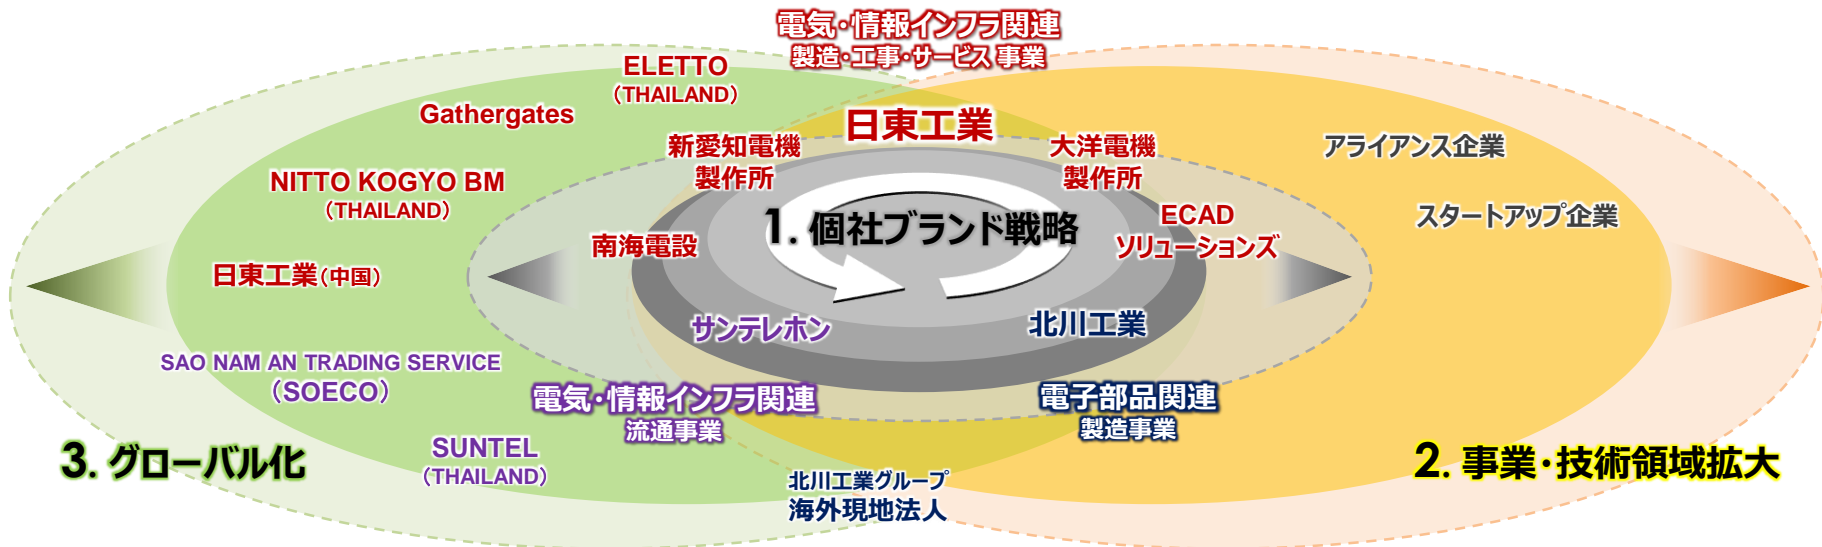 電気・情報インフラ関連
製造・工事・サービス 事業
ELETTO
（THAILAND）
Gathergates
日東工業
新愛知電機
製作所
大洋電機
製作所
アライアンス企業
NITTO KOGYO BM
（THAILAND）
スタートアップ企業
1. 個社ブランド戦略
ECAD
ソリューションズ
南海電設
日東工業（中国）
サンテレホン
北川工業
SAO NAM AN TRADING SERVICE
（SOECO）
電気・情報インフラ関連
流通事業
電子部品関連
製造事業
3. グローバル化
SUNTEL
（THAILAND）
2. 事業・技術領域拡大
北川工業グループ
海外現地法人